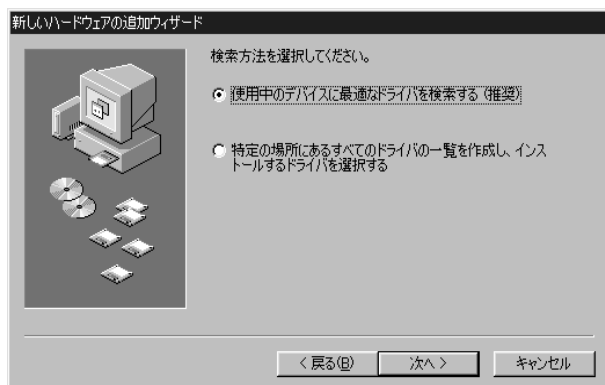 新しいハードウェアの追加ウィザード
検索方法を選択してください。
使用中のデバイスに最適なドライバを検索する (推奨)
特定の場所にあるすべてのドライバの一覧を作成し、インス
トールするドライバを選択する
< 戻る(B)
次へ >
キャンセル